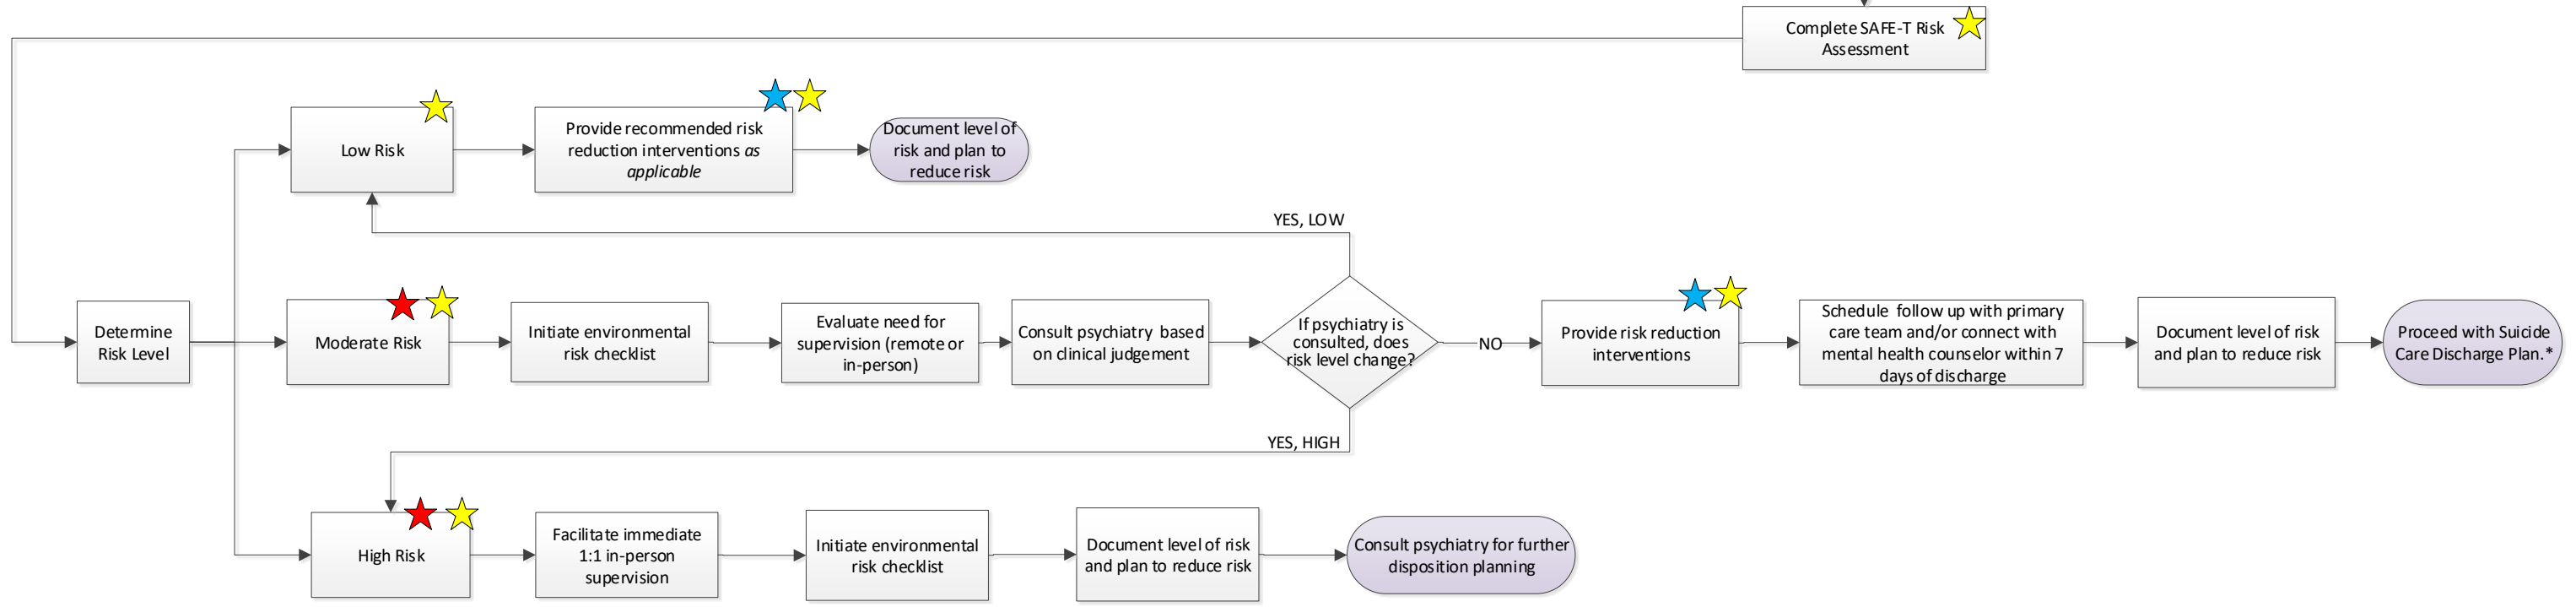 Complete SAFE-T Risk
Assessment
Low Risk
Provide recommended risk
reduction interventions as
applicable
Document level of
risk and plan to
reduce risk
YES, LOW
Determine
Risk Level
Moderate Risk
Initiate environmental
risk checklist
Evaluate need for
supervision (remote or
in-person)
Consult psychiatry based
on clinical judgement
If psychiatry is
consulted, does
risk level change?
NO
Provide risk reduction
interventions
Schedule follow up with primary
care team and/or connect with
mental health counselor within 7
days of discharge
Document level of risk
and plan to reduce risk
Proceed with Suicide
Care Discharge Plan.*
YES, HIGH
High Risk
Facilitate immediate
1:1 in-person
supervision
Initiate environmental
risk checklist
Document level of risk
and plan to reduce risk
Consult psychiatry for further
disposition planning